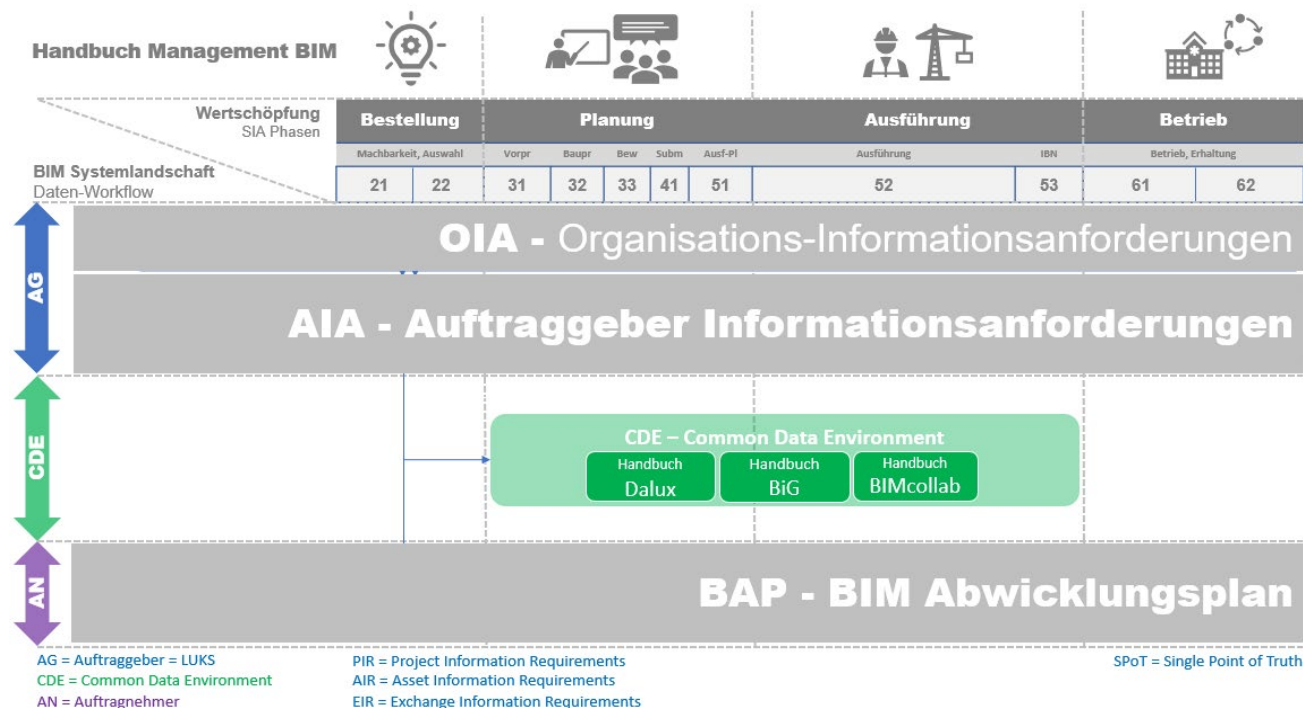 Handbuch Management BIM
Wertschöpfung
SIA Phasen
BIM Systemlandschaft
Daten-Workflow
Bestellung Planung Ausführung Betrieb
Machbarkeit, Auswahl Vorpr Baupr Bew Subm Ausf-Pl Ausführung IBN Betrieb, Erhaltung
21 22 31 32 33 41 51 52 53 61 62
AG
OIA - Organisations-Informationsanforderungen
AIA - Auftraggeber Informationsanforderungen
CDE
CDE – Common Data Environment
Handbuch
Dalux
Handbuch
BiG
Handbuch
BIMcollab
AN
BAP - BIM Abwicklungsplan
AG = Auftraggeber = LUKS
CDE = Common Data Environment
AN = Auftragnehmer
PIR = Project Information Requirements
AIR = Asset Information Requirements
EIR = Exchange Information Requirements
SPoT = Single Point of Truth